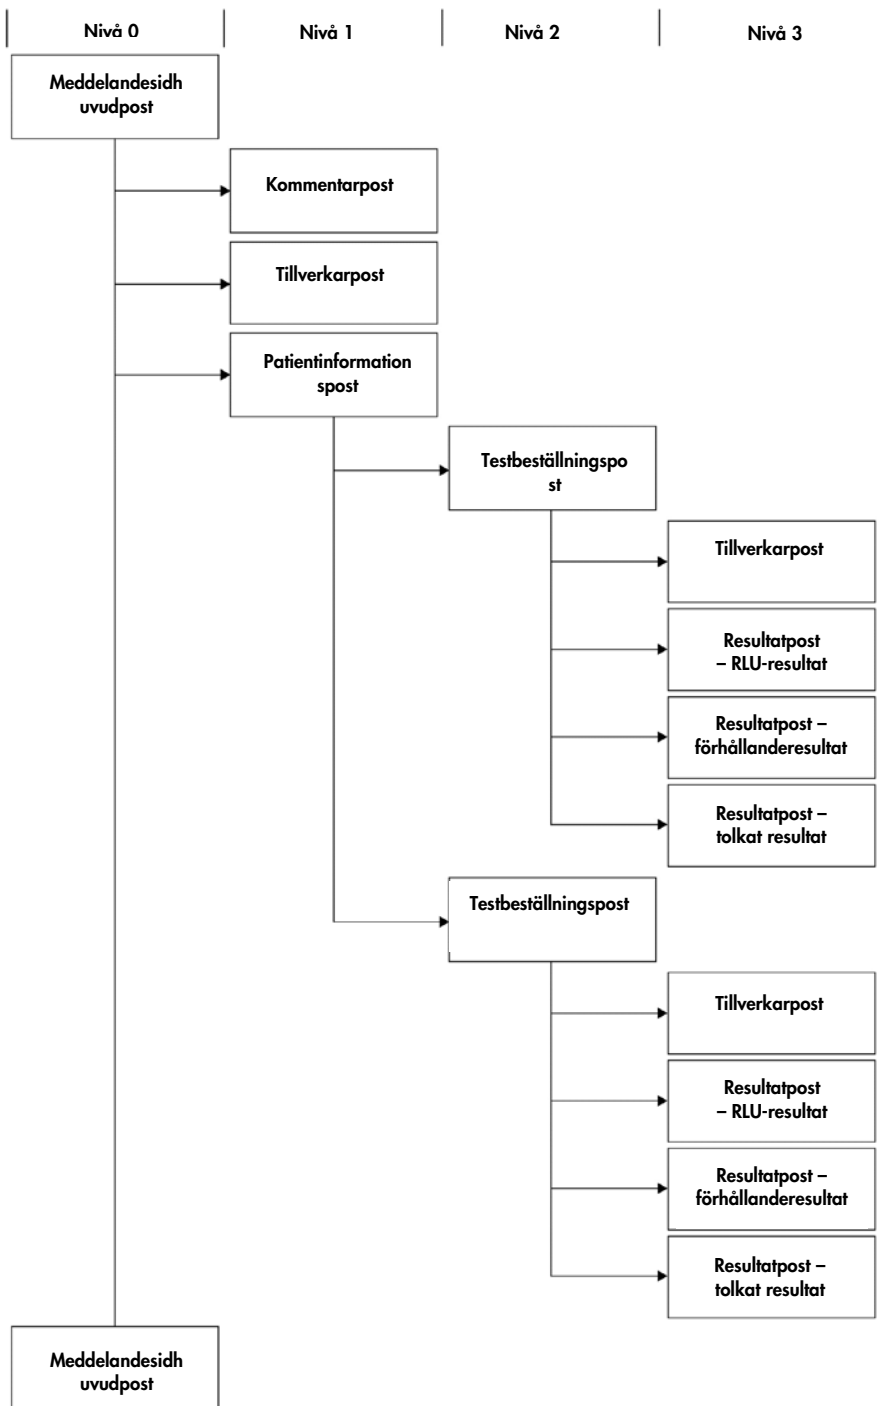 Nivå 0
Nivå 1
Nivå 2
Nivå 3
Meddelandesidh
uvudpost
Kommentarpost
Tillverkarpost
Patientinformation
spost
Testbeställningspo
st
Tillverkarpost
Resultatpost
– RLU-resultat
Resultatpost –
förhållanderesultat
Resultatpost –
tolkat resultat
Testbeställningspost
Tillverkarpost
Resultatpost
– RLU-resultat
Resultatpost –
förhållanderesultat
Resultatpost –
tolkat resultat
Meddelandesidh
uvudpost